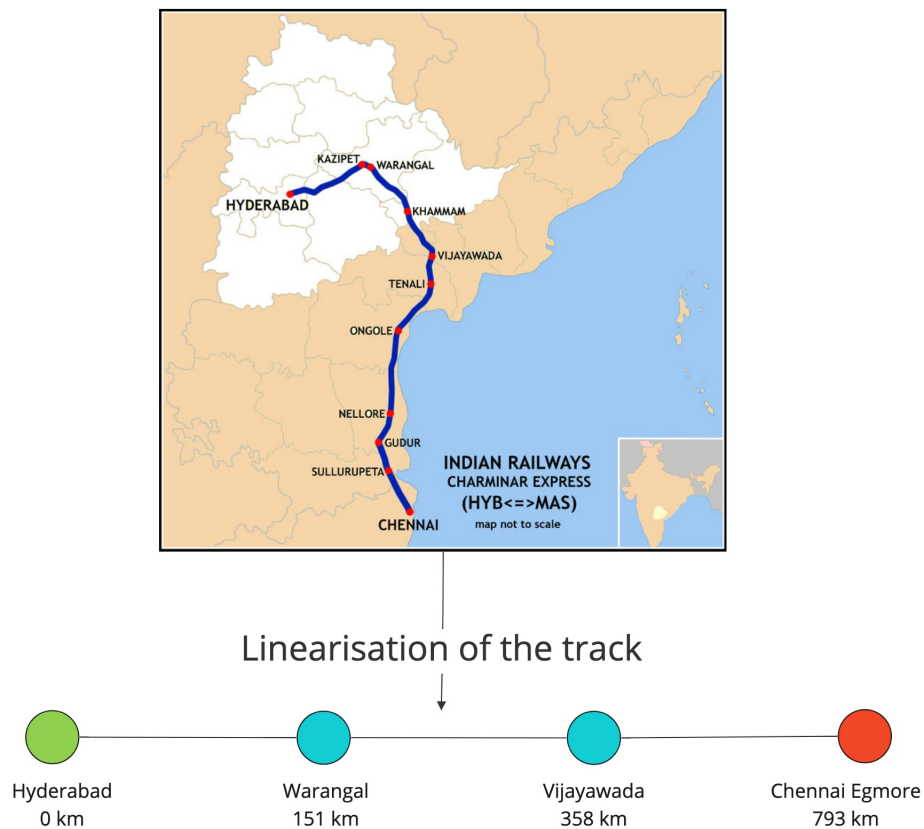 KAZIPET
WARANGAL
HYDERABAD
KHAMMAM
VIJAYAWADA
TENALI
ONGOLE
NELLORE
GUDUR
SULLURUPETA
CHENNAI
INDIAN RAILWAYS
CHARMINAR EXPRESS
(HYB<=>MAS)
map not to scale
Linearisation of the track
Hyderabad
0 km
Warangal
151 km
Vijayawada
358 km
Chennai Egmore
793 km